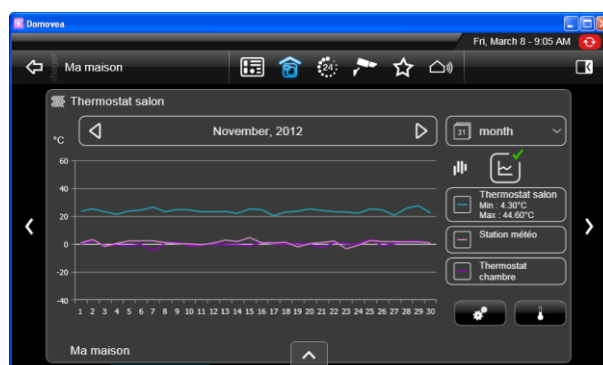 Domovea
Fri, March 8 - 9:05 AM
Ma maison
24
Thermostat salon
°C
November, 2012
31
month
60
40
20
0
-20
-40
1 2 3 4 5 6 7 8 9 10 11 12 13 14 15 16 17 18 19 20 21 22 23 24 25 26 27 28 29 30
Thermostat salon
Min : 4.30°C
Max : 44.60°C
Station météo
Thermostat
chambre
Ma maison